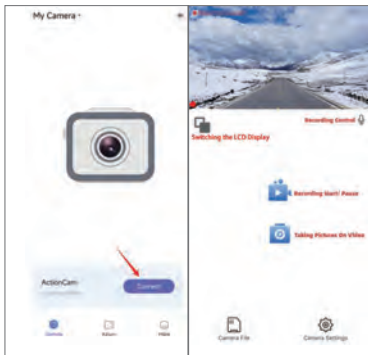 My Camera
ActionCam
Connect
Camera
Album
Recording Control
Switching the LCD Display
Recording Start/ Pause
Taking Pictures On Video
Camera File
Camera Settings